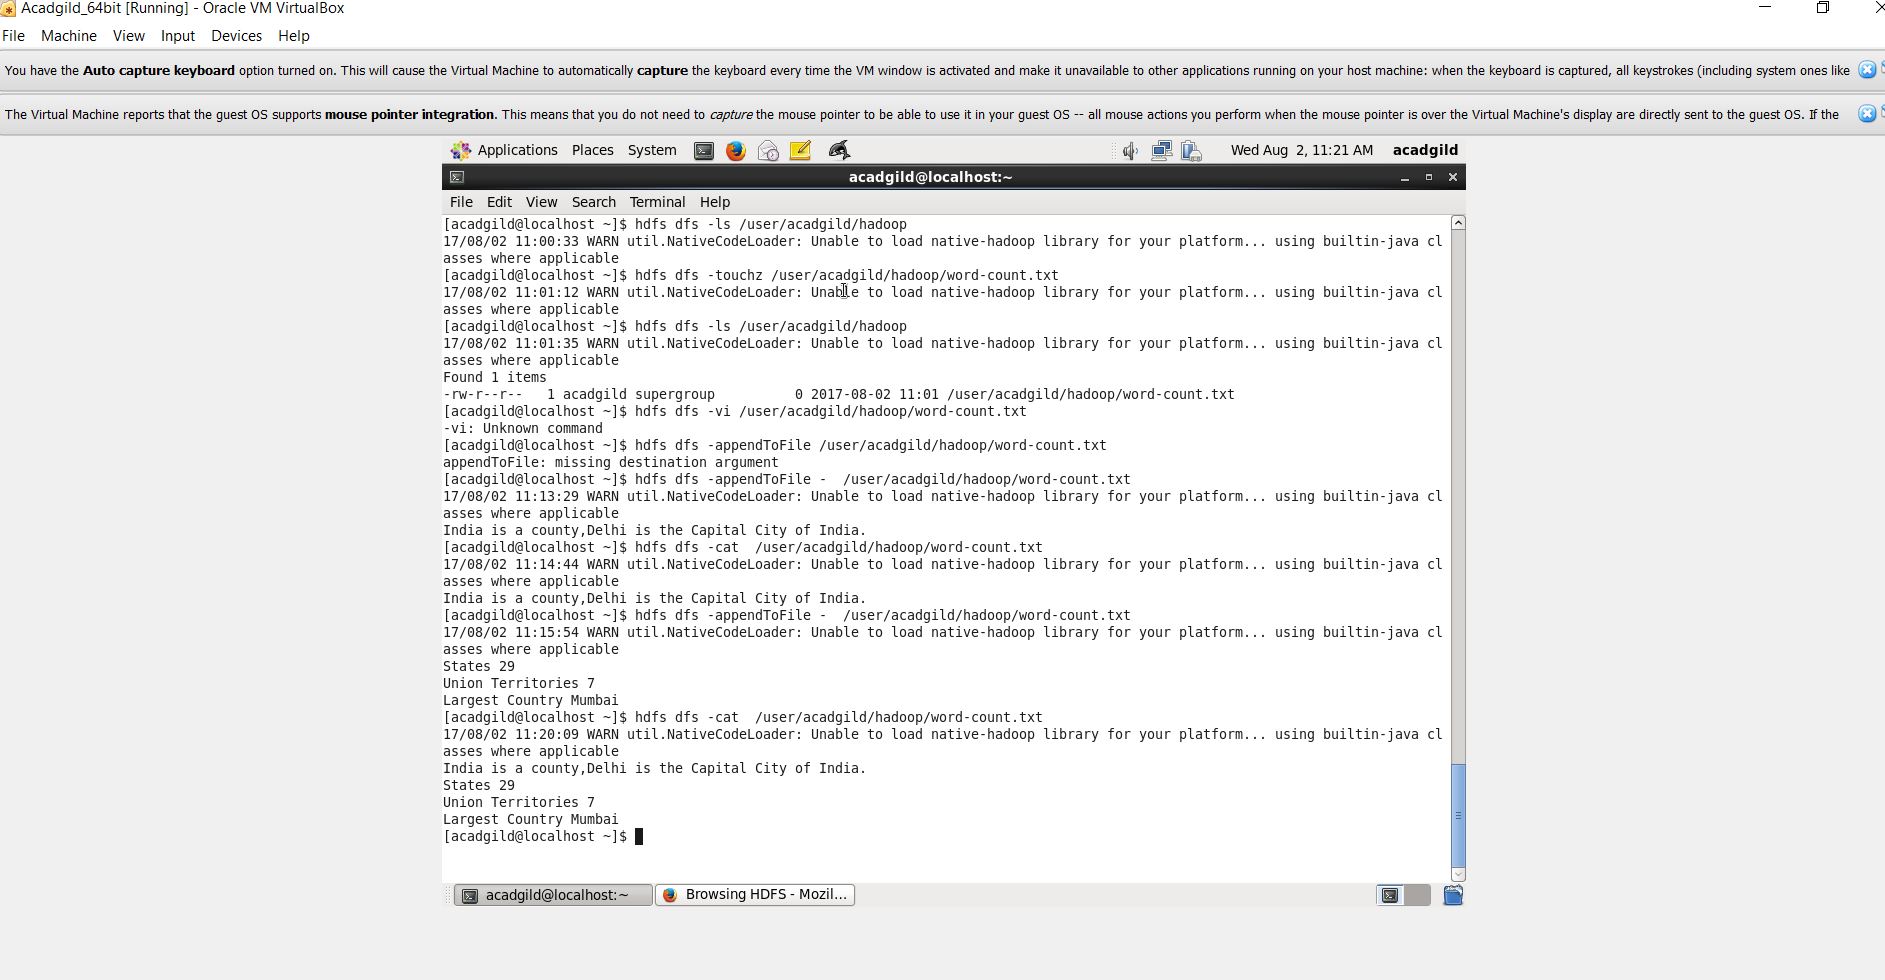 Acadgild_64bit [Running] - Oracle VM VirtualBox
File Machine View Input Devices Help
You have the Auto capture keyboard option turned on. This will cause the Virtual Machine to automatically capture the keyboard every time the VM window is activated and make it unavailable to other applications running on your host machine: when the keyboard is captured, all keystrokes (including system ones like
The Virtual Machine reports that the guest OS supports mouse pointer integration. This means that you do not need to capture the mouse pointer to be able to use it in your guest OS -- all mouse actions you perform when the mouse pointer is over the Virtual Machine's display are directly sent to the guest OS. If the
Applications Places System Wed Aug 2, 11:21 AM acadgild
acadgild@localhost:~
File Edit View Search Terminal Help
[acadgild@localhost ~]$ hdfs dfs -ls /user/acadgild/hadoop
17/08/02 11:00:33 WARN util.NativeCodeLoader: Unable to load native-hadoop library for your platform... using builtin-java cl
asses where applicable
[acadgild@localhost ~]$ hdfs dfs -touchz /user/acadgild/hadoop/word-count.txt
17/08/02 11:01:12 WARN util.NativeCodeLoader: Unable to load native-hadoop library for your platform... using builtin-java cl
asses where applicable
[acadgild@localhost ~]$ hdfs dfs -ls /user/acadgild/hadoop
17/08/02 11:01:35 WARN util.NativeCodeLoader: Unable to load native-hadoop library for your platform... using builtin-java cl
asses where applicable
Found 1 items
-rw-r--r--   1 acadgild supergroup          0 2017-08-02 11:01 /user/acadgild/hadoop/word-count.txt
[acadgild@localhost ~]$ hdfs dfs -vi /user/acadgild/hadoop/word-count.txt
-vi: Unknown command
[acadgild@localhost ~]$ hdfs dfs -appendToFile /user/acadgild/hadoop/word-count.txt
appendToFile: missing destination argument
[acadgild@localhost ~]$ hdfs dfs -appendToFile -  /user/acadgild/hadoop/word-count.txt
17/08/02 11:13:29 WARN util.NativeCodeLoader: Unable to load native-hadoop library for your platform... using builtin-java cl
asses where applicable
India is a county,Delhi is the Capital City of India.
[acadgild@localhost ~]$ hdfs dfs -cat  /user/acadgild/hadoop/word-count.txt
17/08/02 11:14:44 WARN util.NativeCodeLoader: Unable to load native-hadoop library for your platform... using builtin-java cl
asses where applicable
India is a county,Delhi is the Capital City of India.
[acadgild@localhost ~]$ hdfs dfs -appendToFile -  /user/acadgild/hadoop/word-count.txt
17/08/02 11:15:54 WARN util.NativeCodeLoader: Unable to load native-hadoop library for your platform... using builtin-java cl
asses where applicable
States 29
Union Territories 7
Largest Country Mumbai
[acadgild@localhost ~]$ hdfs dfs -cat  /user/acadgild/hadoop/word-count.txt
17/08/02 11:20:09 WARN util.NativeCodeLoader: Unable to load native-hadoop library for your platform... using builtin-java cl
asses where applicable
India is a county,Delhi is the Capital City of India.
States 29
Union Territories 7
Largest Country Mumbai
[acadgild@localhost ~]$
acadgild@localhost:~ Browsing HDFS - Mozil...